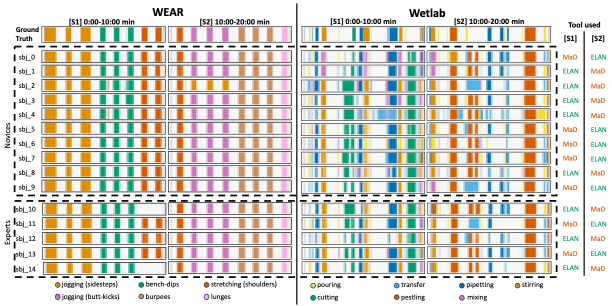 WEAR
Wetlab
Ground Truth
[S1] 0:00-10:00 min
[S2] 10:00-20:00 min
[S1] 0:00-10:00 min
[S2] 10:00-20:00 min
Tool used
[S1] [S2]
Novices
sbj_0 MaD ELAN
sbj_1 ELAN MaD
sbj_2 ELAN MaD
sbj_3 ELAN MaD
sbj_4 ELAN MaD
sbj_5 MaD ELAN
sbj_6 MaD ELAN
sbj_7 MaD ELAN
sbj_8 ELAN MaD
sbj_9 MaD ELAN
Experts
sbj_10 ELAN MaD
sbj_11 MaD ELAN
sbj_12 ELAN MaD
sbj_13 MaD ELAN
sbj_14 ELAN MaD
jogging (sidesteps) bench-dips stretching (shoulders)
jogging (butt-kicks) burpees lunges
pouring transfer pipetting stirring
cutting pestling mixing